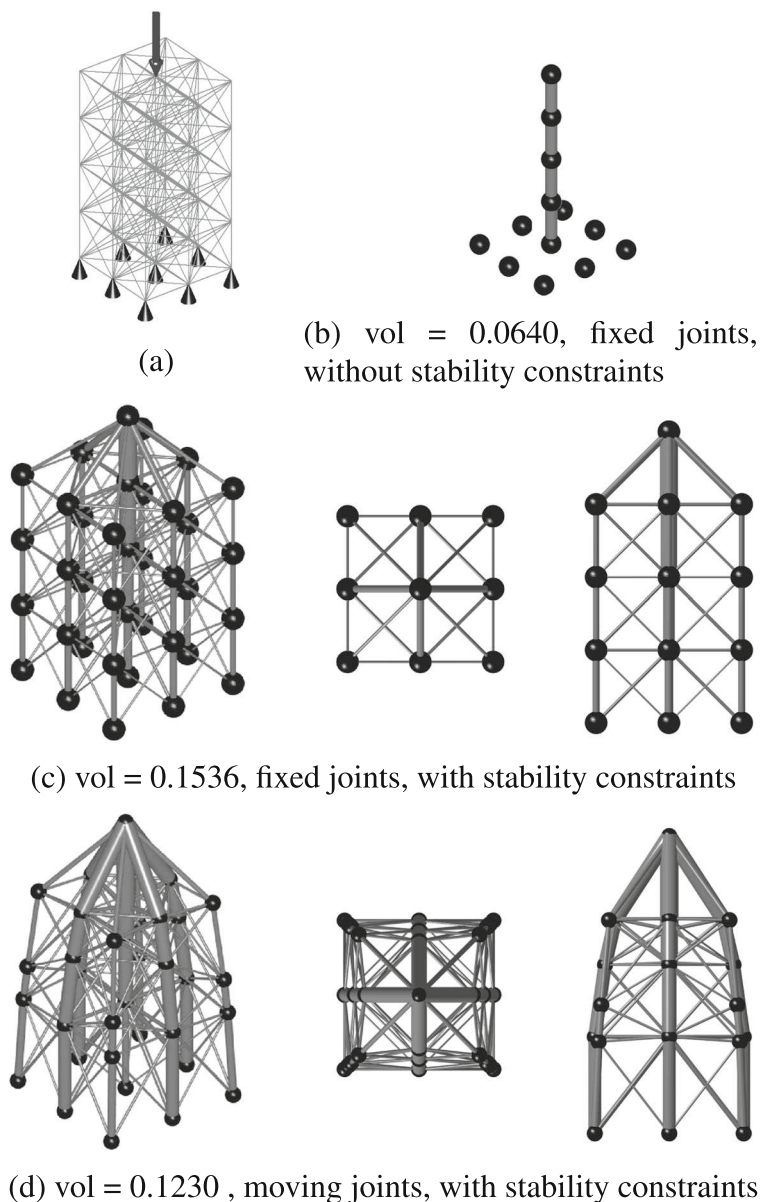 (a)
(b) vol = 0.0640, fixed joints,
without stability constraints
(c) vol = 0.1536, fixed joints, with stability constraints
(d) vol = 0.1230 , moving joints, with stability constraints